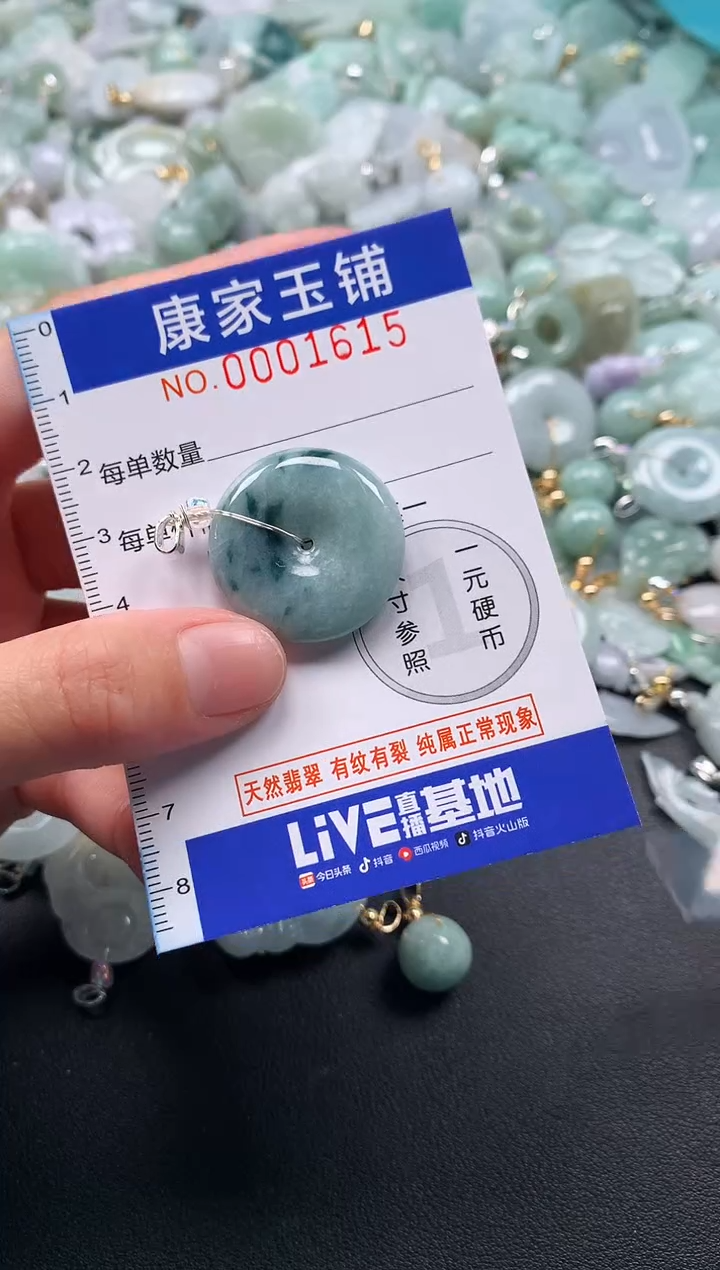 康家玉铺
NO.0001615
0
1
2
3
4
7
8
每单数量
每单
一元硬币
寸参照
1
天然翡翠 有纹有裂 纯属正常现象
LiVE直播基地
头条 今日头条 抖音 西瓜视频 抖音火山版